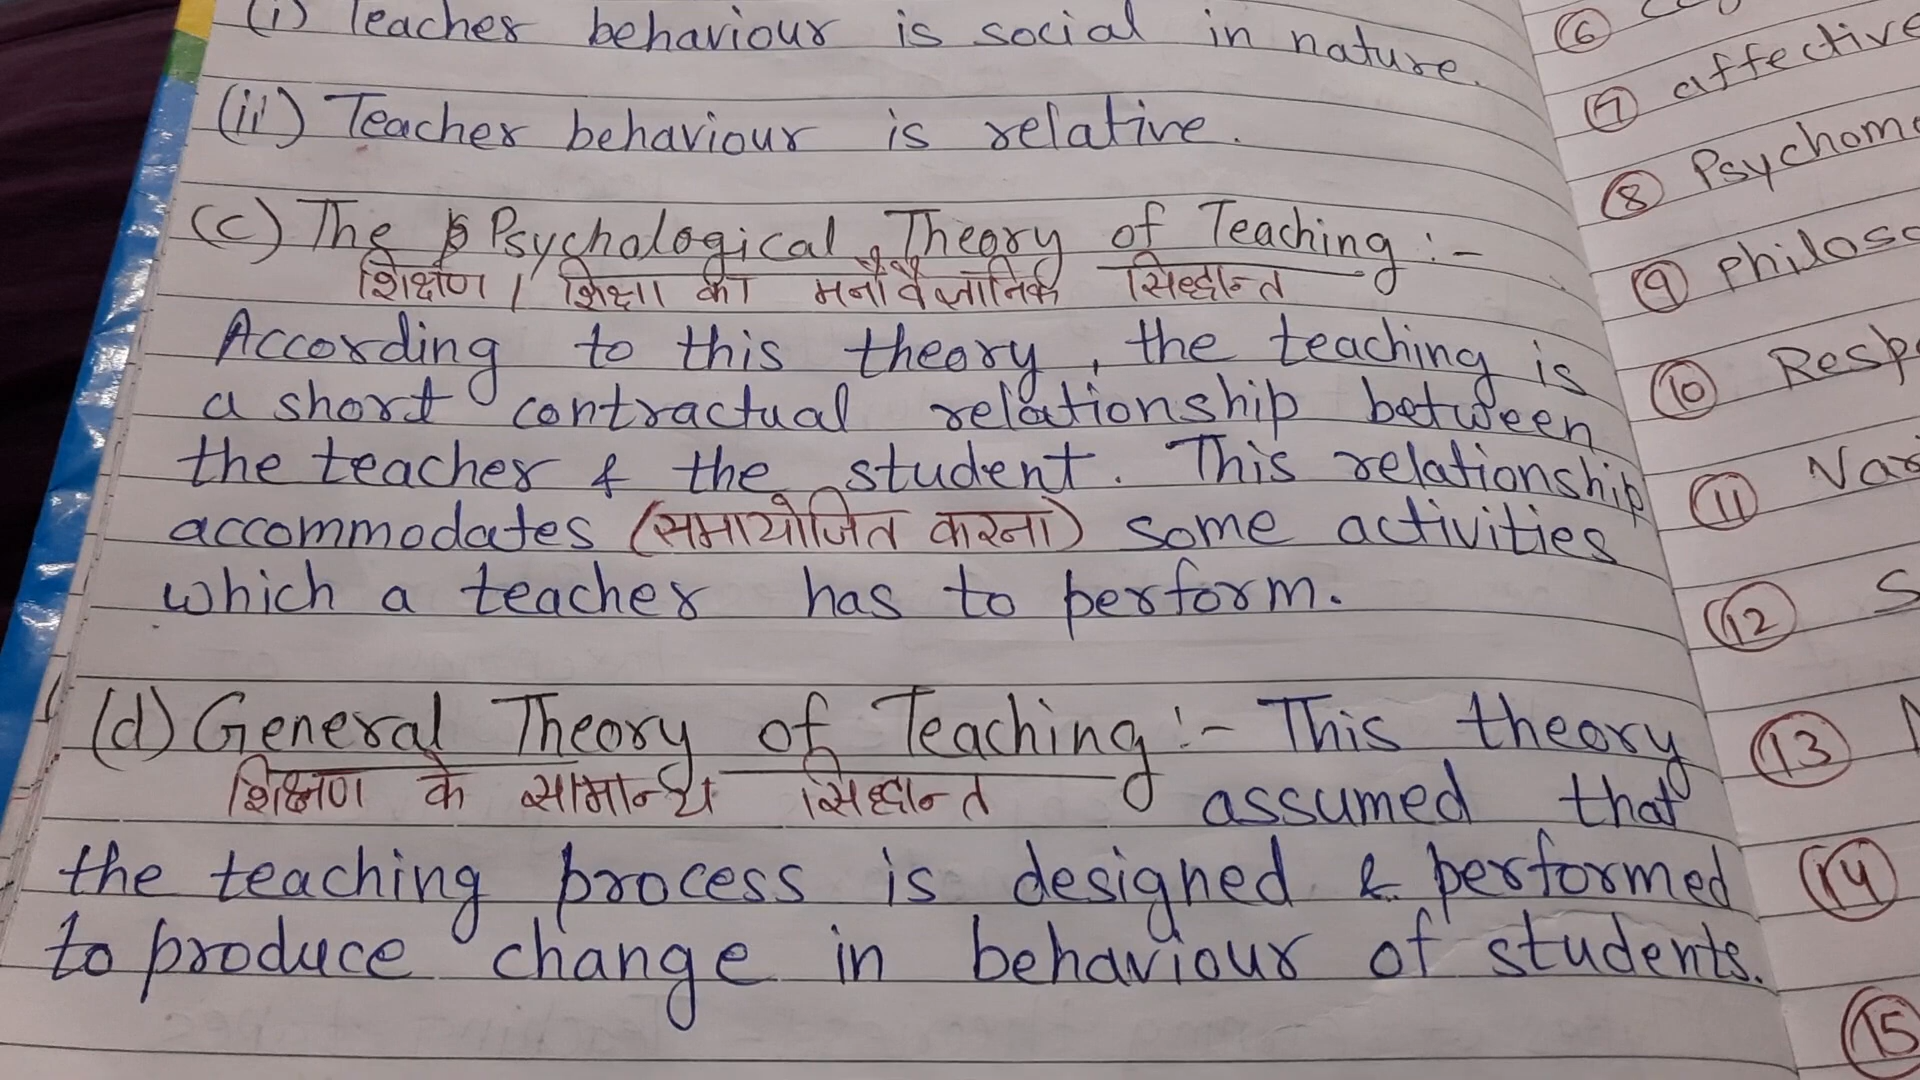 (i) Teacher behaviour is social in nature.
(ii) Teacher behaviour is relative.
(c) The Psychological Theory of Teaching :-
शिक्षण / शिक्षा का मनोवैज्ञानिक सिद्धान्त
According to this theory, the teaching is
a short contractual relationship between
the teacher & the student. This relationship
accommodates (समायोजित करना) some activities
which a teacher has to perform.
(d) General Theory of Teaching :- This theory
शिक्षण के सामान्य सिद्धान्त assumed that
the teaching process is designed & performed
to produce change in behaviour of students.
6
7 affective
8
9
10
11
12
13
14
15